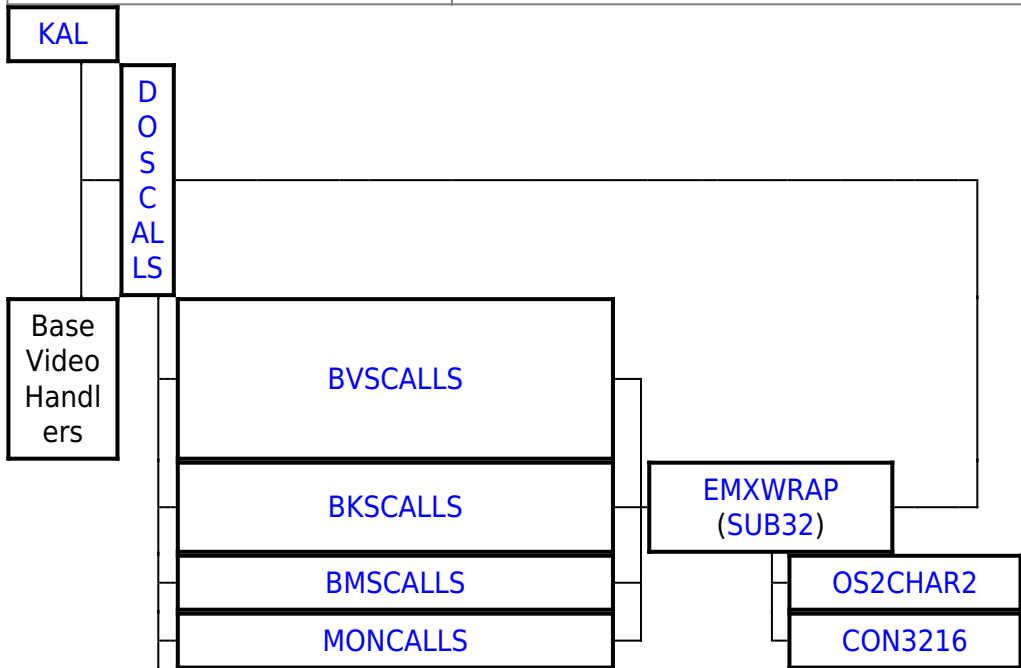 KAL
D
O
S
C
AL
LS
Base
Video
Handl
ers
BVSCALLS
BKSCALLS
EMXWRAP
(SUB32)
BMSCALLS
OS2CHAR2
MONCALLS
CON3216